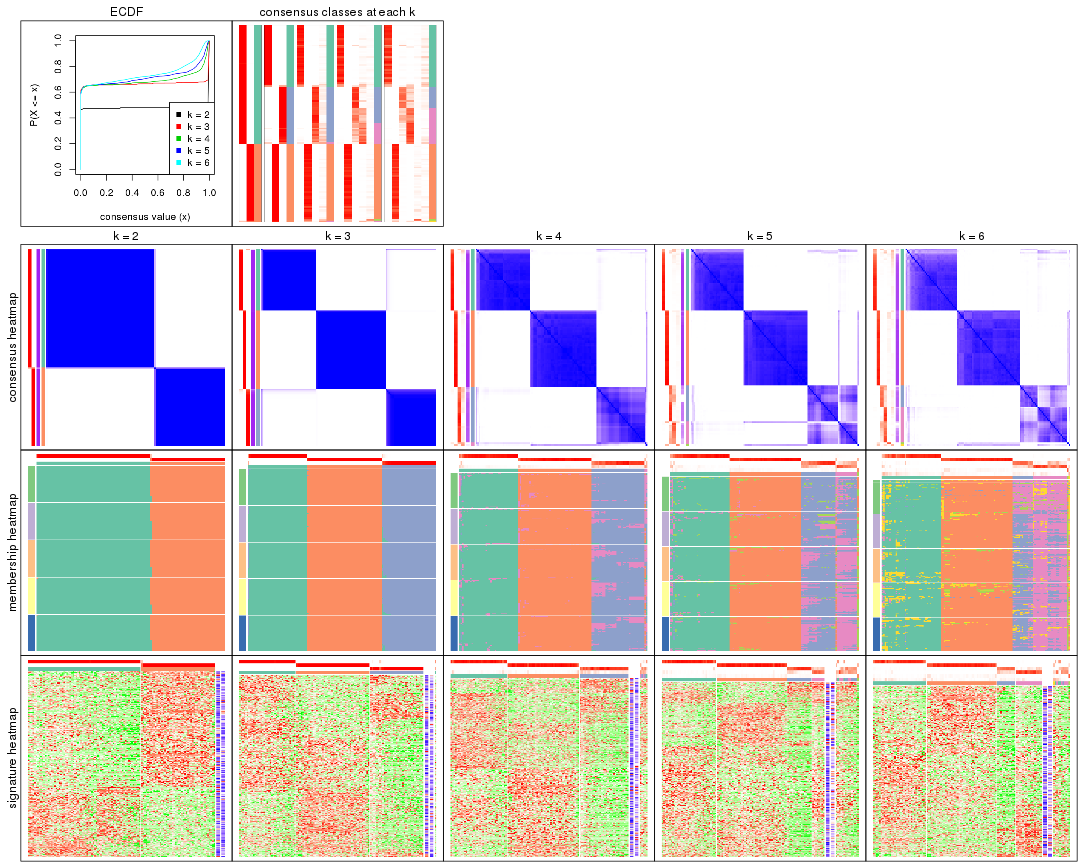 ECDF
consensus classes at each k
P(X <= x)
0.0 0.2 0.4 0.6 0.8 1.0
k = 2
k = 3
k = 4
k = 5
k = 6
0.0 0.2 0.4 0.6 0.8 1.0
consensus value (x)
k = 2
k = 3
k = 4
k = 5
k = 6
consensus heatmap
membership heatmap
signature heatmap